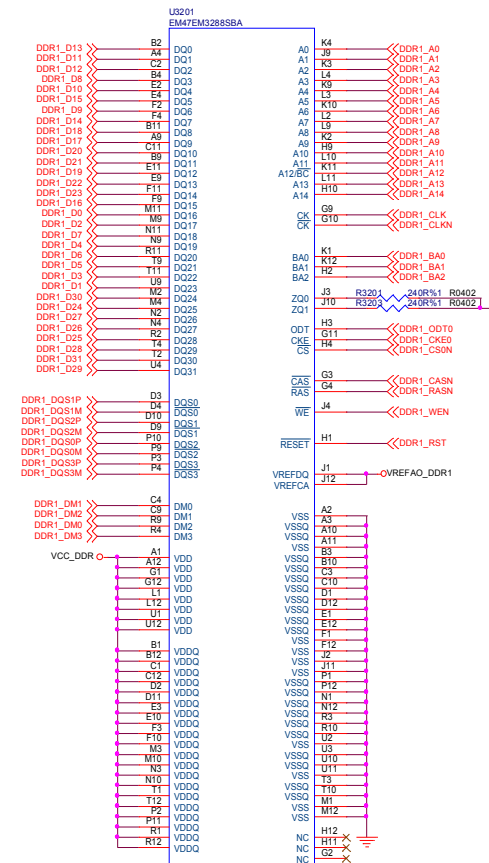 U3201
EM47EM3288SBA
DDR1_D13 B2 DQ0
DDR1_D11 A4 DQ1
DDR1_D12 C2 DQ2
DDR1_D8 B4 DQ3
DDR1_D10 E2 DQ4
DDR1_D15 E4 DQ5
DDR1_D9 F2 DQ6
DDR1_D14 F4 DQ7
DDR1_D18 B11 DQ8
DDR1_D17 A9 DQ9
DDR1_D20 C11 DQ10
DDR1_D21 B9 DQ11
DDR1_D19 E11 DQ12
DDR1_D22 E9 DQ13
DDR1_D23 F11 DQ14
DDR1_D16 F9 DQ15
DDR1_D0 M11 DQ16
DDR1_D2 M9 DQ17
DDR1_D7 N11 DQ18
DDR1_D4 N9 DQ19
DDR1_D6 R11 DQ20
DDR1_D5 T9 DQ21
DDR1_D3 T11 DQ22
DDR1_D1 U9 DQ23
DDR1_D30 M2 DQ24
DDR1_D24 M4 DQ25
DDR1_D27 N2 DQ26
DDR1_D26 N4 DQ27
DDR1_D25 R2 DQ28
DDR1_D28 T4 DQ29
DDR1_D31 T2 DQ30
DDR1_D29 U4 DQ31
DDR1_DQS1P D3 DQS0
DDR1_DQS1M D4 DQS0
DDR1_DQS2P D10 DQS1
DDR1_DQS2M D9 DQS1
DDR1_DQS0P P10 DQS2
DDR1_DQS0M P9 DQS2
DDR1_DQS3P P3 DQS3
DDR1_DQS3M P4 DQS3
DDR1_DM1 C4 DM0
DDR1_DM2 C9 DM1
DDR1_DM0 R9 DM2
DDR1_DM3 R4 DM3
VCC_DDR A1 VDD
A12 VDD
G1 VDD
G12 VDD
L1 VDD
L12 VDD
U1 VDD
U12 VDD
B1 VDDQ
B12 VDDQ
C1 VDDQ
C12 VDDQ
D2 VDDQ
D11 VDDQ
E3 VDDQ
E10 VDDQ
F3 VDDQ
F10 VDDQ
M3 VDDQ
M10 VDDQ
N3 VDDQ
N10 VDDQ
T1 VDDQ
T12 VDDQ
P2 VDDQ
P11 VDDQ
R1 VDDQ
R12 VDDQ
A0 K4 DDR1_A0
A1 J9 DDR1_A1
A2 K3 DDR1_A2
A3 L4 DDR1_A3
A4 K9 DDR1_A4
A5 L3 DDR1_A5
A6 K10 DDR1_A6
A7 L2 DDR1_A7
A8 L9 DDR1_A8
A9 K2 DDR1_A9
A10 H9 DDR1_A10
A11 L10 DDR1_A11
A12/BC K11 DDR1_A12
A13 L11 DDR1_A13
A14 H10 DDR1_A14
CK G9 DDR1_CLK
CK G10 DDR1_CLKN
BA0 K1 DDR1_BA0
BA1 K12 DDR1_BA1
BA2 H2 DDR1_BA2
ZQ0 J3 R3201 240R%1 R0402
ZQ1 J10 R3203 240R%1 R0402
ODT H3 DDR1_ODT0
CKE G11 DDR1_CKE0
CS H4 DDR1_CS0N
CAS G3 DDR1_CASN
RAS G4 DDR1_RASN
WE J4 DDR1_WEN
RESET H1 DDR1_RST
VREFDQ J1 VREFAO_DDR1
VREFCA J12
VSS A2
VSSQ A3
VSSQ A10
VSS A11
VSSQ B3
VSSQ B10
VSSQ C3
VSSQ C10
VSSQ D1
VSSQ D12
VSSQ E1
VSSQ E12
VSS F1
VSS F12
VSS J2
VSS J11
VSSQ P1
VSSQ P12
VSSQ N1
VSSQ N12
VSSQ R3
VSSQ R10
VSS U2
VSSQ U3
VSSQ U10
VSS U11
VSSQ T3
VSSQ T10
VSS M1
VSS M12
NC H12
NC H11
NC G2